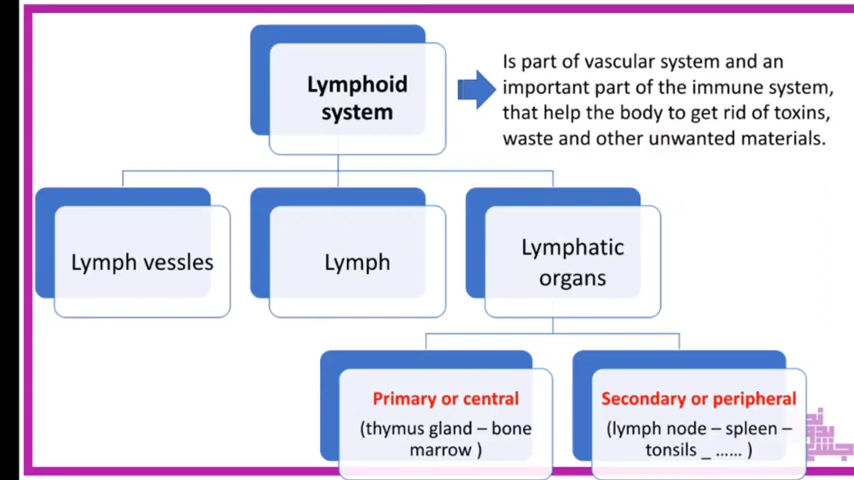 Lymphoid
system
Is part of vascular system and an
important part of the immune system,
that help the body to get rid of toxins,
waste and other unwanted materials.
Lymph vessles
Lymph
Lymphatic
organs
Primary or central
(thymus gland – bone
marrow )
Secondary or peripheral
(lymph node – spleen –
tonsils _ ...... )